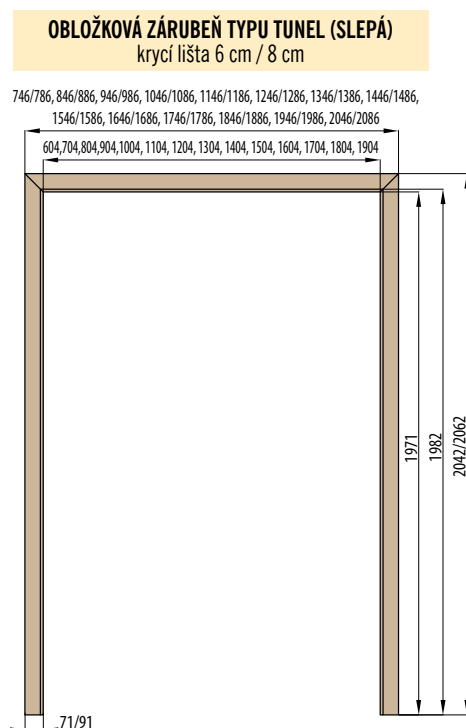 OBLOŽKOVÁ ZÁRUBEŇ TYPU TUNEL (SLEPÁ)
krycí lišta 6 cm / 8 cm
746/786, 846/886, 946/986, 1046/1086, 1146/1186, 1246/1286, 1346/1386, 1446/1486,
1546/1586, 1646/1686, 1746/1786, 1846/1886, 1946/1986, 2046/2086
604,704,804,904,1004, 1104, 1204, 1304, 1404, 1504, 1604, 1704, 1804, 1904
1971
1982
2042/2062
71/91